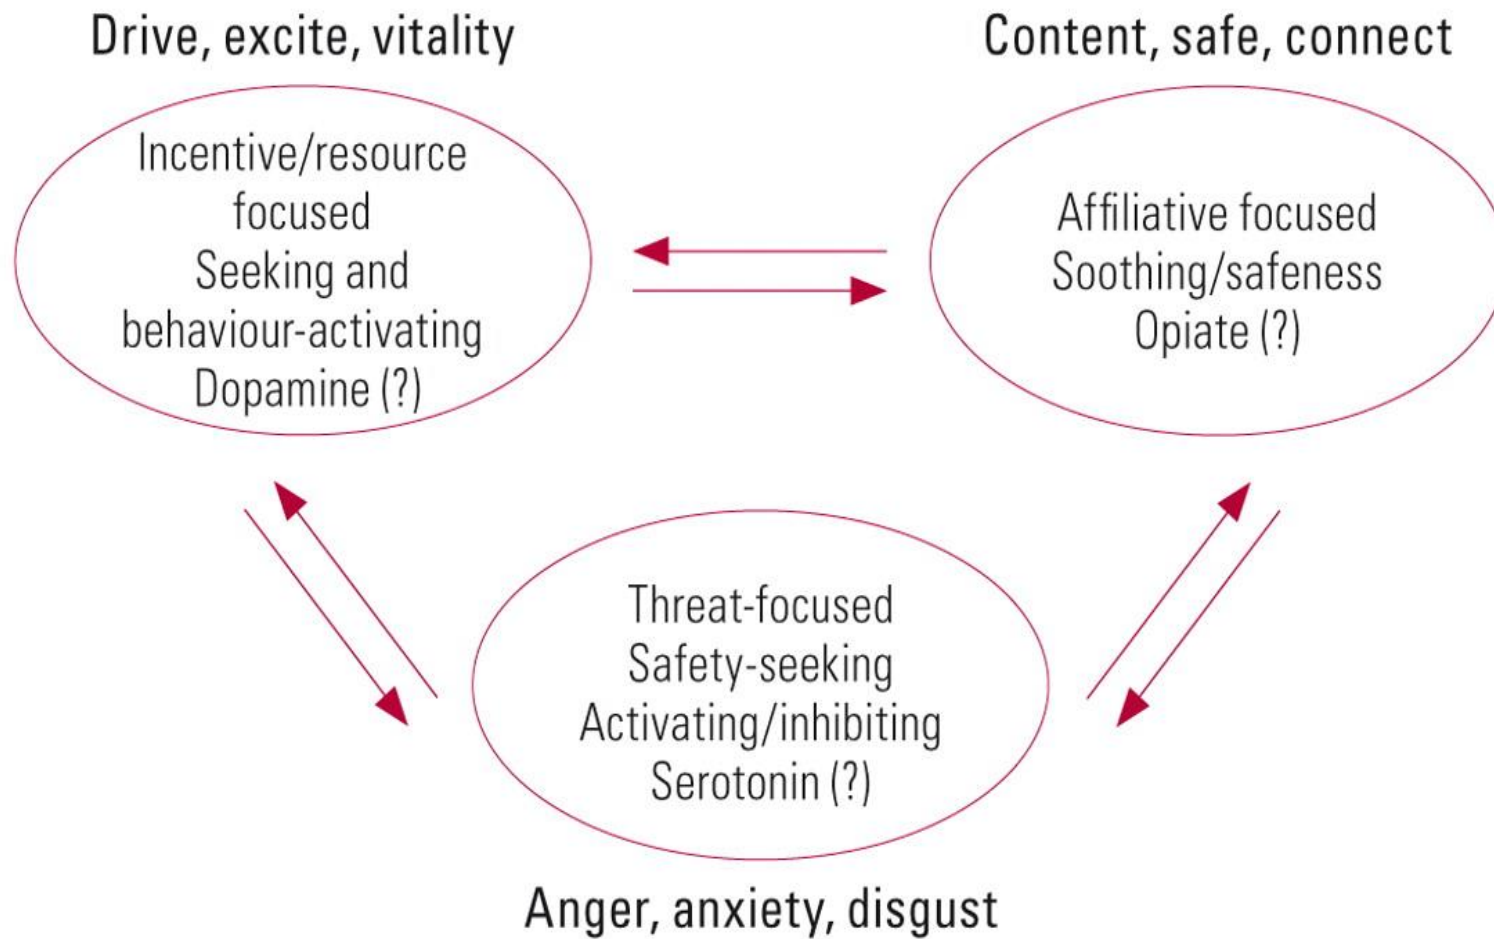 Drive, excite, vitality
Incentive/resource
focused
Seeking and
behaviour-activating
Dopamine (?)
Content, safe, connect
Affiliative focused
Soothing/safeness
Opiate (?)
Threat-focused
Safety-seeking
Activating/inhibiting
Serotonin (?)
Anger, anxiety, disgust